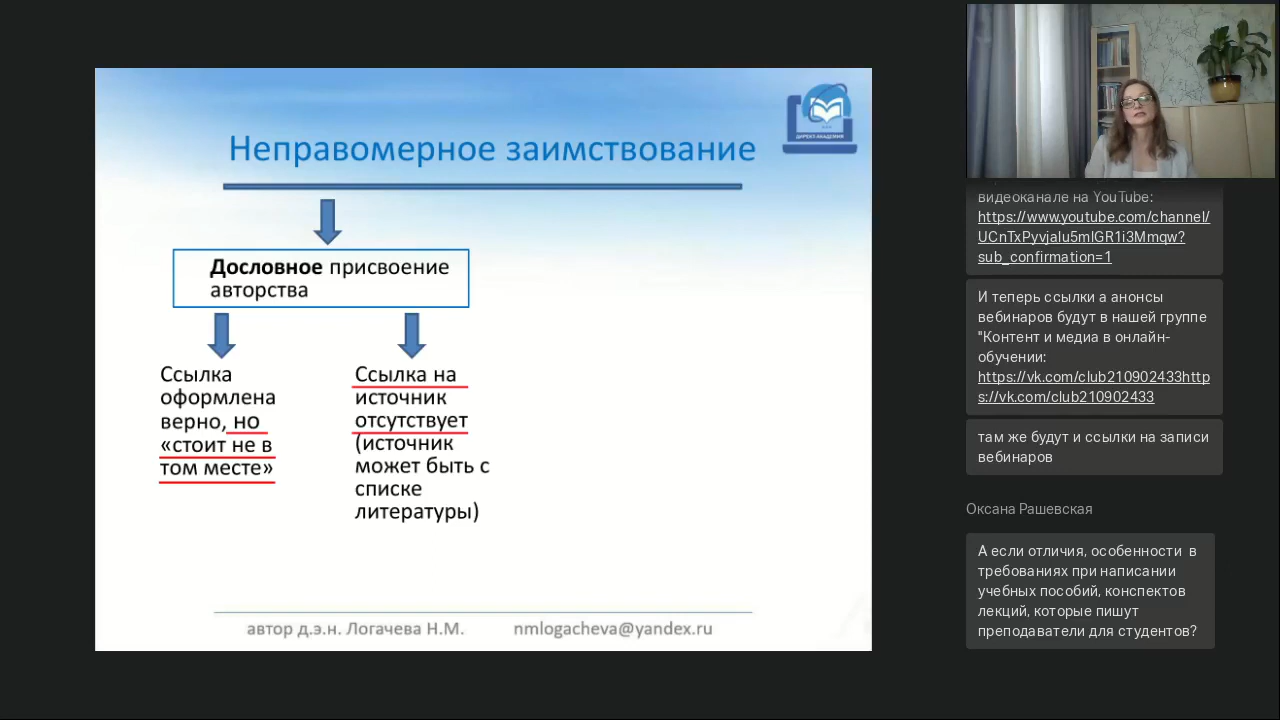 Неправомерное заимствование
ДИРЕКТ-АКАДЕМИЯ
Дословное присвоение
авторства
Ссылка
оформлена
верно, но
«стоит не в
том месте»
Ссылка на
источник
отсутствует
(источник
может быть с
списке
литературы)
автор д.э.н. Логачева Н.М. nmlogacheva@yandex.ru
видеоканале на YouTube:
https://www.youtube.com/channel/
UCnTxPyvjalu5mlGR1i3Mmqw?
sub_confirmation=1
И теперь ссылки а анонсы
вебинаров будут в нашей группе
"Контент и медиа в онлайн-
обучении:
https://vk.com/club210902433http
s://vk.com/club210902433
там же будут и ссылки на записи
вебинаров
Оксана Рашевская
А если отличия, особенности в
требованиях при написании
учебных пособий, конспектов
лекций, которые пишут
преподаватели для студентов?